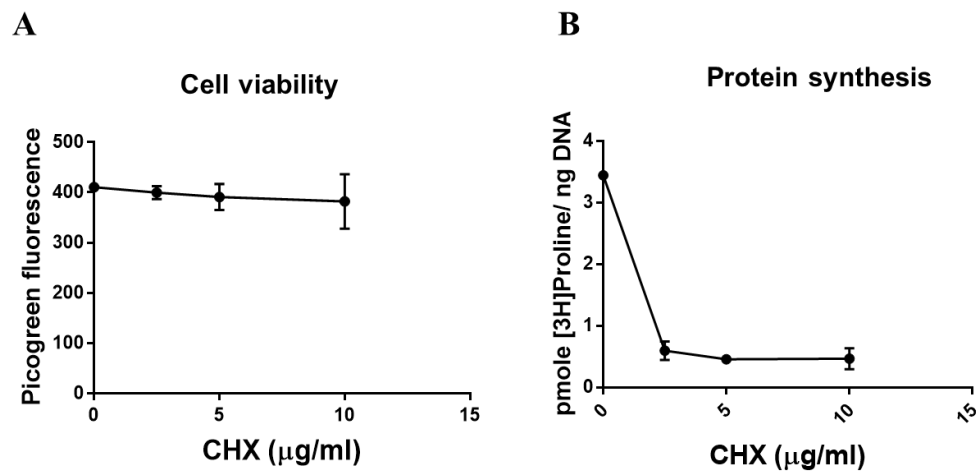 A
Cell viability
Picogreen fluorescence
500
400
300
200
100
0
0
5
10
15
CHX (μg/ml)
B
Protein synthesis
pmole [3H]Proline/ ng DNA
4
3
2
1
0
0
5
10
15
CHX (μg/ml)